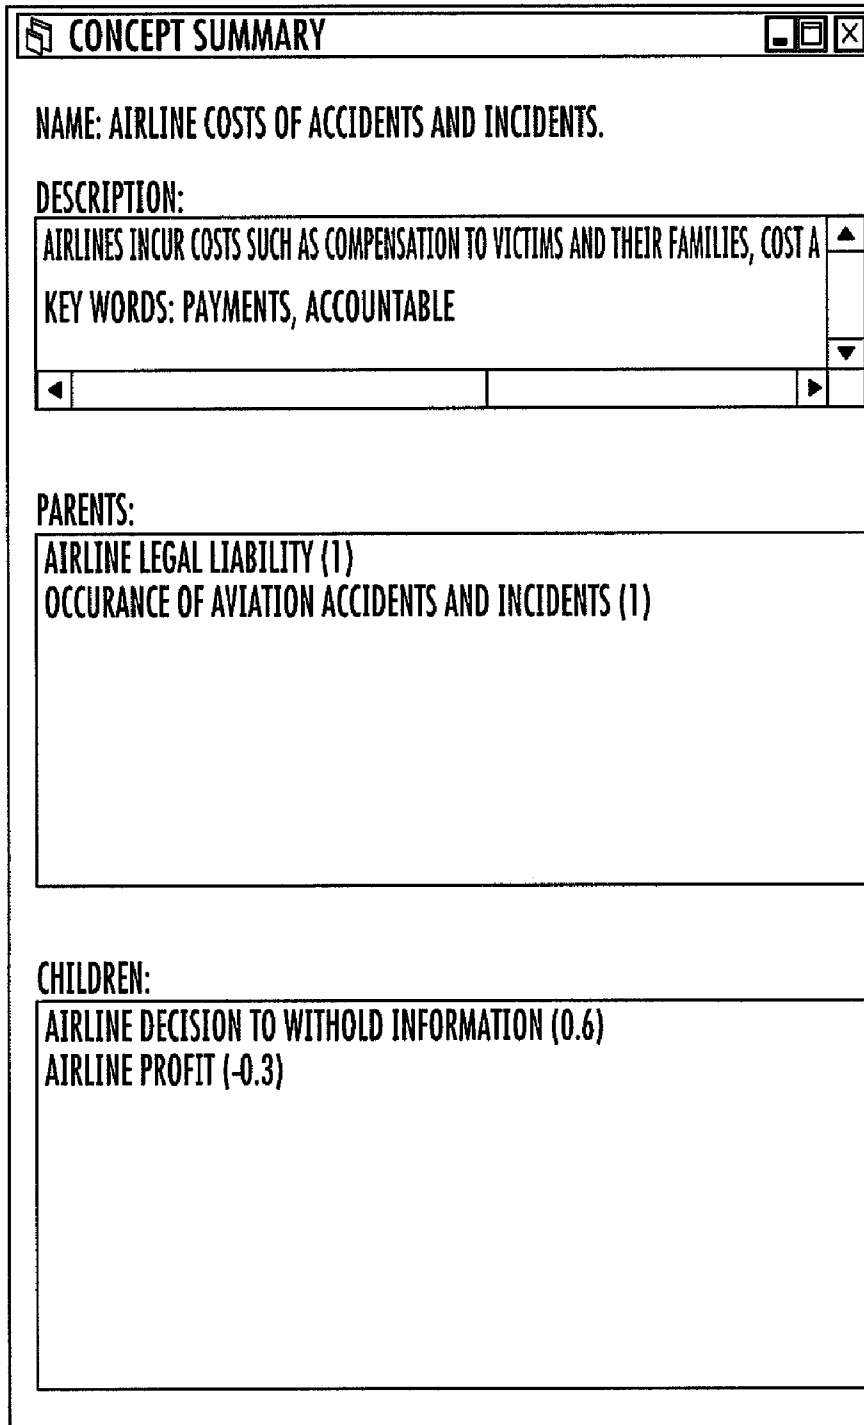 CONCEPT SUMMARY
NAME: AIRLINE COSTS OF ACCIDENTS AND INCIDENTS.
DESCRIPTION:
AIRLINES INCUR COSTS SUCH AS COMPENSATION TO VICTIMS AND THEIR FAMILIES, COST A
KEY WORDS: PAYMENTS, ACCOUNTABLE
PARENTS:
AIRLINE LEGAL LIABILITY (1)
OCCURANCE OF AVIATION ACCIDENTS AND INCIDENTS (1)
CHILDREN:
AIRLINE DECISION TO WITHOLD INFORMATION (0.6)
AIRLINE PROFIT (-0.3)